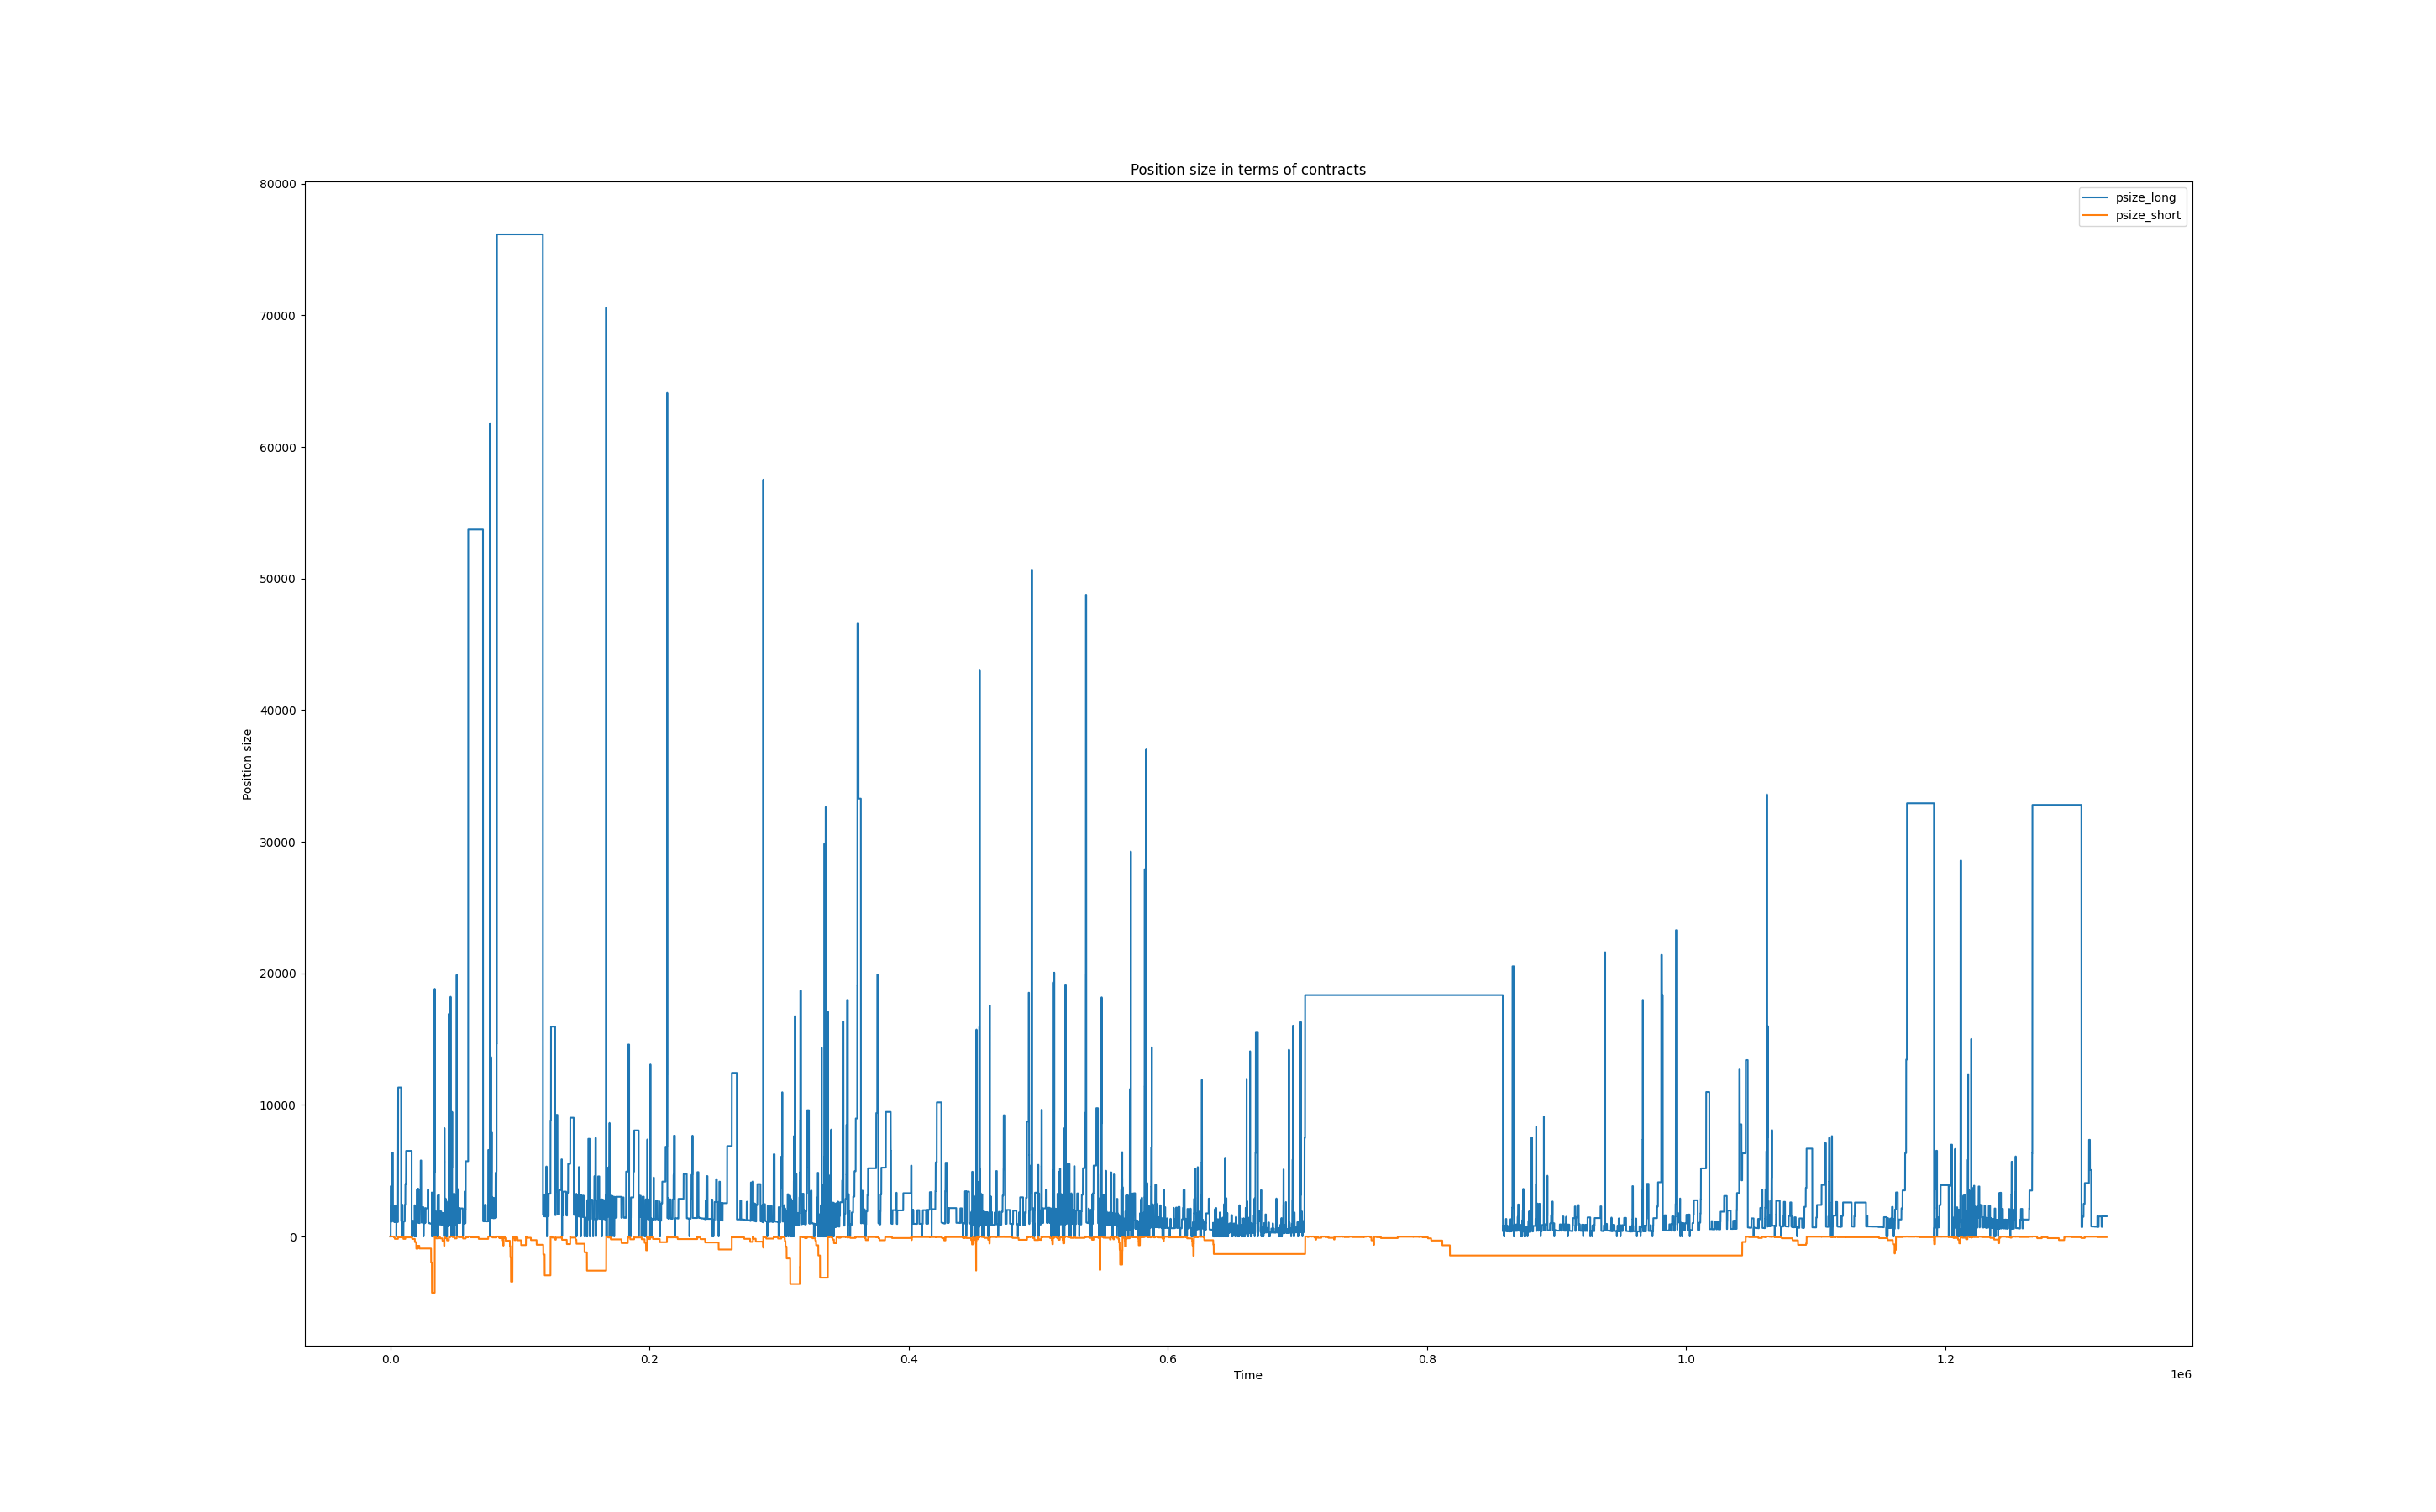 Position size in terms of contracts
psize_long
psize_short
80000
70000
60000
50000
40000
30000
20000
10000
0
Position size
0.0 0.2 0.4 0.6 0.8 1.0 1.2
Time
1e6